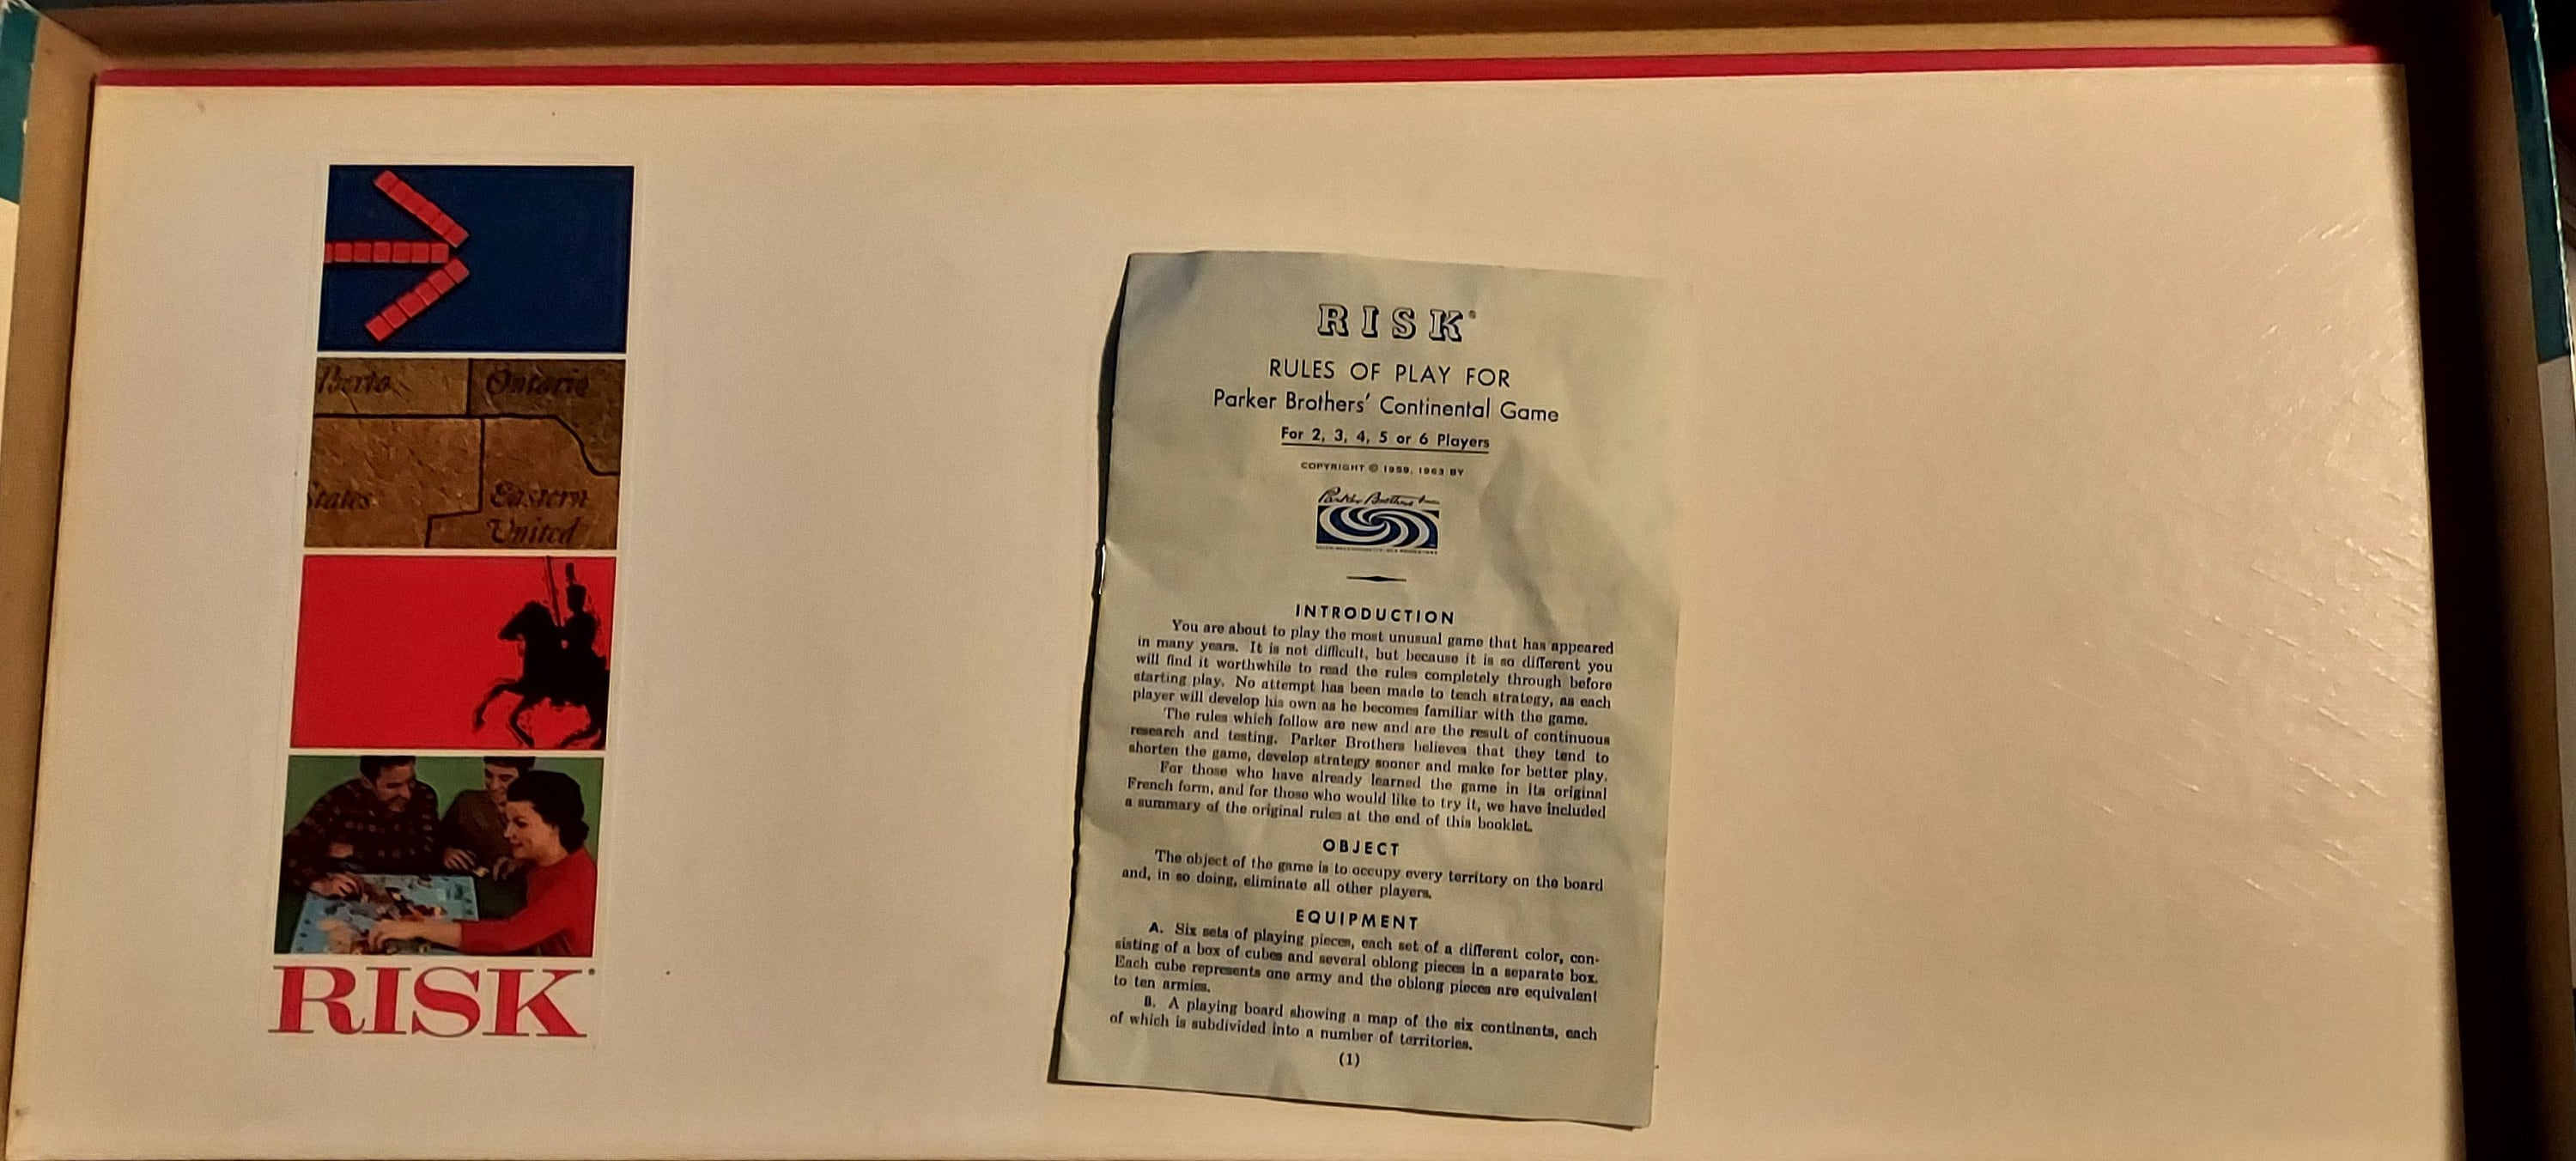 Berta
Ontario
States
Eastern
United
RISK
RISK
RULES OF PLAY FOR
Parker Brothers' Continental Game
For 2, 3, 4, 5 or 6 Players
COPYRIGHT © 1959, 1963 BY
Parker Brothers Inc
INTRODUCTION
You are about to play the most unusual game that has appeared
in many years. It is not difficult, but because it is so different you
will find it worthwhile to read the rules completely through before
starting play. No attempt has been made to teach strategy, as each
player will develop his own as he becomes familiar with the game.
The rules which follow are new and are the result of continuous
research and testing. Parker Brothers believes that they tend to
shorten the game, develop strategy sooner and make for better play.
For those who have already learned the game in its original
French form, and for those who would like to try it, we have included
a summary of the original rules at the end of this booklet.
OBJECT
The object of the game is to occupy every territory on the board
and, in so doing, eliminate all other players.
EQUIPMENT
A. Six sets of playing pieces, each set of a different color, con-
sisting of a box of cubes and several oblong pieces in a separate box.
Each cube represents one army and the oblong pieces are equivalent
to ten armies.
B. A playing board showing a map of the six continents, each
of which is subdivided into a number of territories.
(1)